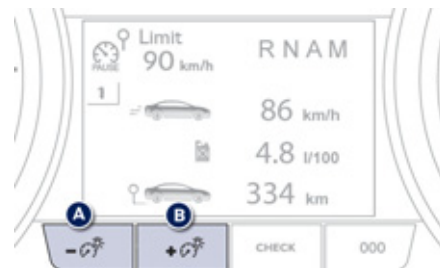 Limit
90 km/h
R N A M
PAUSE
1
86 km/h
4.8 l/100
334 km
A
B
-
+
CHECK
000